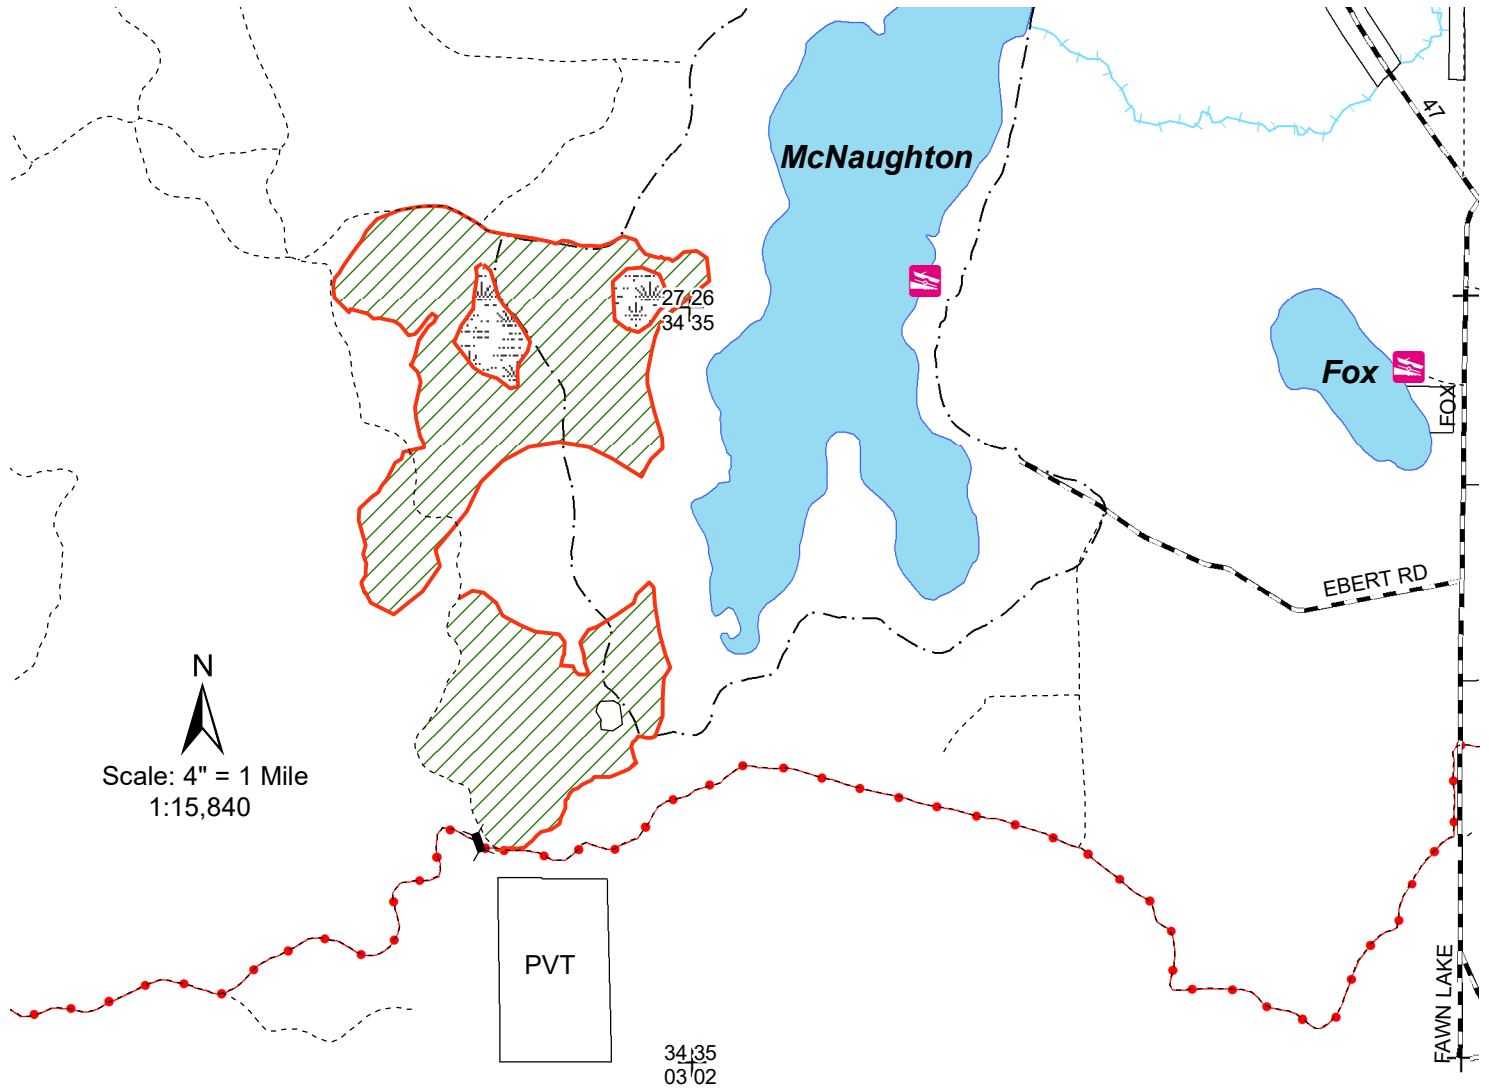 47
McNaughton
27 26
34 35
Fox
FOX
EBERT RD
N
Scale: 4" = 1 Mile
1:15,840
PVT
FAWN LAKE
34 35
03 02